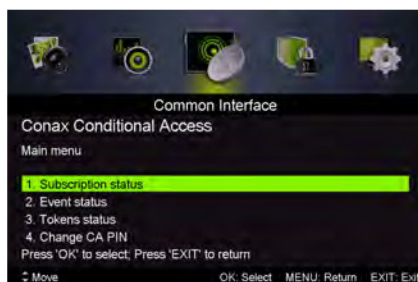 Common Interface
Conax Conditional Access
Main menu
1. Subscription status
2. Event status
3. Tokens status
4. Change CA PIN
Press 'OK' to select; Press 'EXIT' to return
Move OK: Select MENU: Return EXIT: Exit